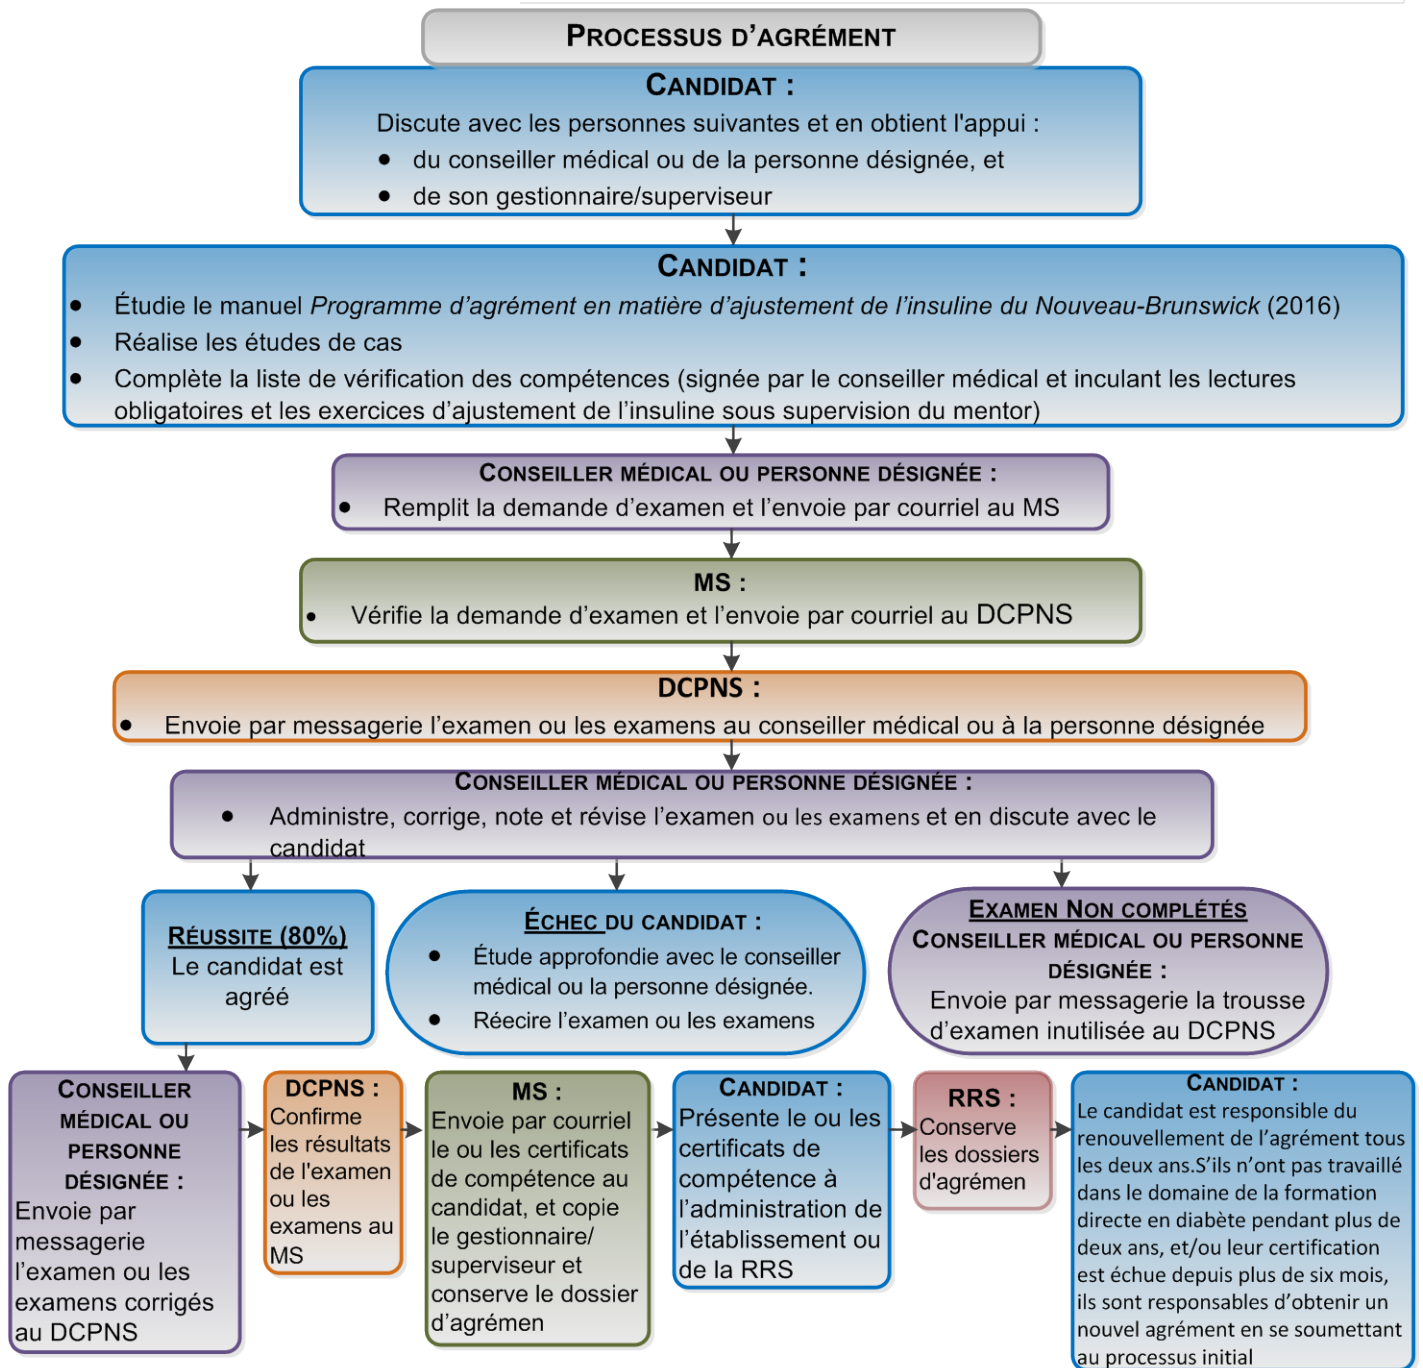 PROCESSUS D'AGRÉMENT
CANDIDAT :
Discute avec les personnes suivantes et en obtient l'appui :
• du conseiller médical ou de la personne désignée, et
• de son gestionnaire/superviseur
CANDIDAT :
• Étudie le manuel Programme d'agrément en matière d'ajustement de l'insuline du Nouveau-Brunswick (2016)
• Réalise les études de cas
• Complète la liste de vérification des compétences (signée par le conseiller médical et inculant les lectures
obligatoires et les exercices d'ajustement de l'insuline sous supervision du mentor)
CONSEILLER MÉDICAL OU PERSONNE DÉSIGNÉE :
• Remplit la demande d'examen et l'envoie par courriel au MS
MS :
• Vérifie la demande d'examen et l'envoie par courriel au DCPNS
DCPNS :
• Envoie par messagerie l'examen ou les examens au conseiller médical ou à la personne désignée
CONSEILLER MÉDICAL OU PERSONNE DÉSIGNÉE :
• Administre, corrige, note et révise l'examen ou les examens et en discute avec le
candidat
RÉUSSITE (80%)
Le candidat est
agréé
ÉCHEC DU CANDIDAT :
• Étude approfondie avec le conseiller
médical ou la personne désignée.
• Réecire l'examen ou les examens
EXAMEN NON COMPLÉTÉS
CONSEILLER MÉDICAL OU PERSONNE
DÉSIGNÉE :
Envoie par messagerie la trousse
d'examen inutilisée au DCPNS
CONSEILLER
MÉDICAL OU
PERSONNE
DÉSIGNÉE :
Envoie par
messagerie
l'examen ou les
examens corrigés
au DCPNS
DCPNS :
Confirme
les résultats
de l'examen
ou les
examens au
MS
MS :
Envoie par courriel
le ou les certificats
de compétence au
candidat, et copie
le gestionnaire/
superviseur et
conserve le dossier
d'agrémen
CANDIDAT :
Présente le ou les
certificats de
compétence à
l'administration de
l'établissement ou
de la RRS
RRS :
Conserve
les dossiers
d'agrémen
CANDIDAT :
Le candidat est responsible du
renouvellement de l'agrément tous
les deux ans.S'ils n'ont pas travaillé
dans le domaine de la formation
directe en diabète pendant plus de
deux ans, et/ou leur certification
est échue depuis plus de six mois,
ils sont responsables d'obtenir un
nouvel agrément en se soumettant
au processus initial